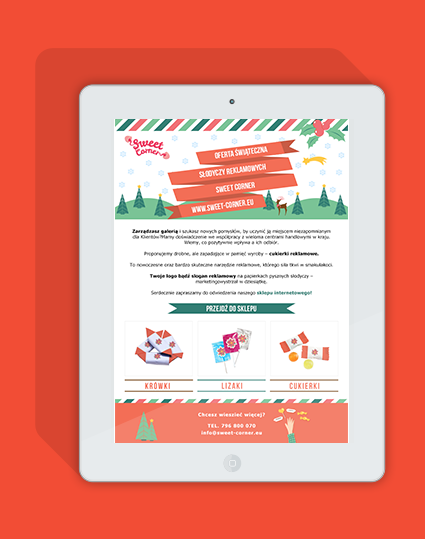 Sweet
Corner
OFERTA ŚWIĄTECZNA
SŁODYCZY REKLAMOWYCH
SWEET CORNER
WWW.SWEET-CORNER.EU
Zarządzasz galerią i szukasz nowych pomysłów, by uczynić ją miejscem niezapomnianym
dla Klientów?Mamy doświadczenie we współpracy z wieloma centrami handlowymi w kraju.
Wiemy, co pozytywnie wpływa a ich odbiór.
Proponujemy drobne, ale zapadające w pamięć wyroby – cukierki reklamowe.
To nowoczesne oraz bardzo skuteczne narzędzie reklamowe, którego siła tkwi w smakułakoci.
Twoje logo bądź slogan reklamowy na papierkach pysznych słodyczy –
marketingowystrzał w dziesiątkę.
Serdecznie zapraszamy do odwiedzenia naszego sklepu internetowego!
PRZEJDŹ DO SKLEPU
KRÓWKI LIZAKI CUKIERKI
Chcesz wiedzieć więcej?
TEL. 796 800 070
info@sweet-corner.eu